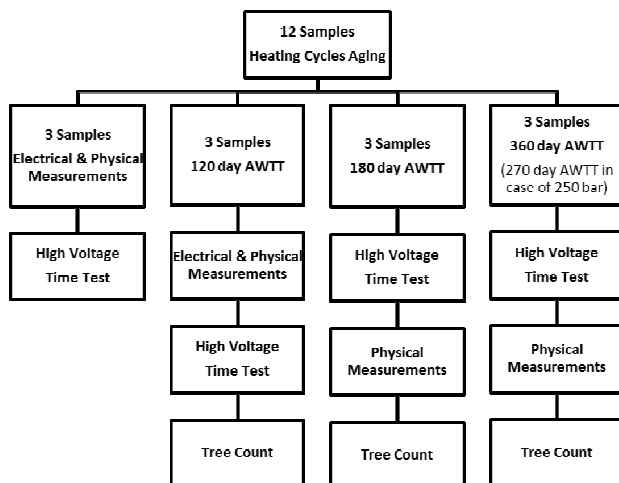 12 Samples
Heating Cycles Aging
3 Samples
Electrical & Physical
Measurements
High Voltage
Time Test
3 Samples
120 day AWTT
Electrical & Physical
Measurements
High Voltage
Time Test
Tree Count
3 Samples
180 day AWTT
High Voltage
Time Test
Physical
Measurements
Tree Count
3 Samples
360 day AWTT
(270 day AWTT in
case of 250 bar)
High Voltage
Time Test
Physical
Measurements
Tree Count